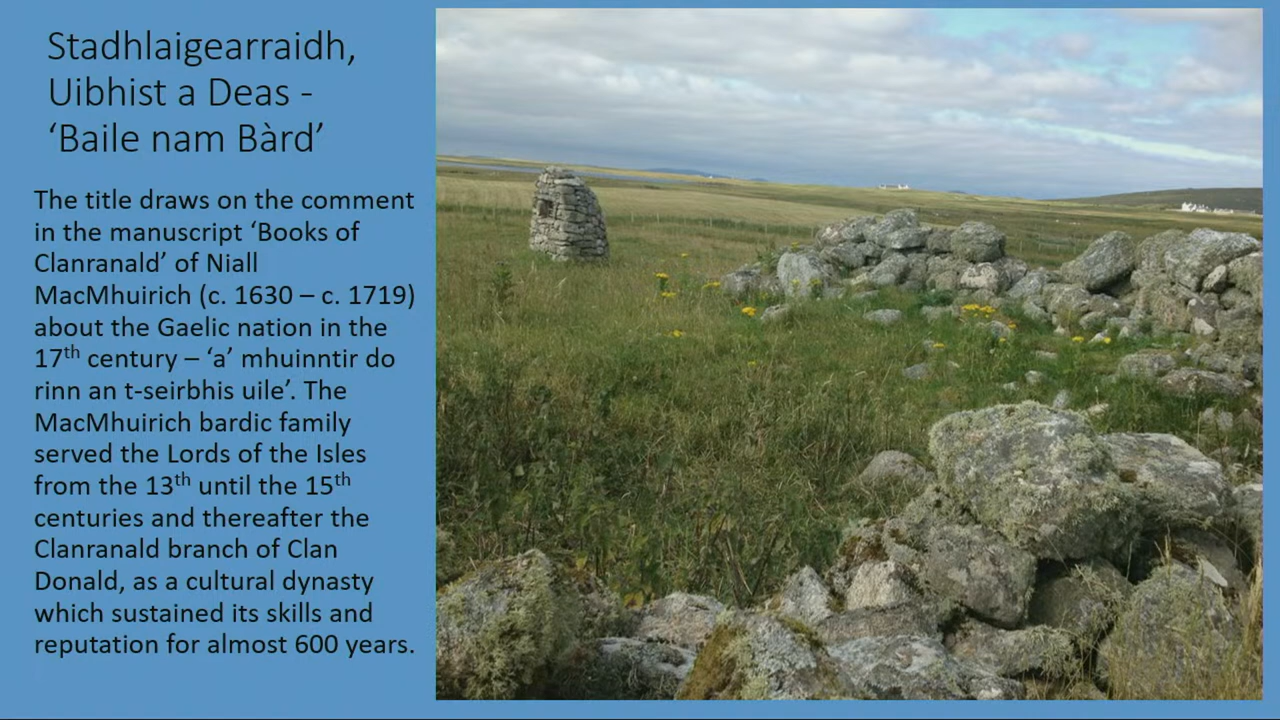 Stadhlaigearraidh,
Uibhist a Deas -
‘Baile nam Bàrd’
The title draws on the comment
in the manuscript ‘Books of
Clanranald’ of Niall
MacMhuirich (c. 1630 – c. 1719)
about the Gaelic nation in the
17th century – ‘a’ mhuinntir do
rinn an t-seirbhis uile’. The
MacMhuirich bardic family
served the Lords of the Isles
from the 13th until the 15th
centuries and thereafter the
Clanranald branch of Clan
Donald, as a cultural dynasty
which sustained its skills and
reputation for almost 600 years.